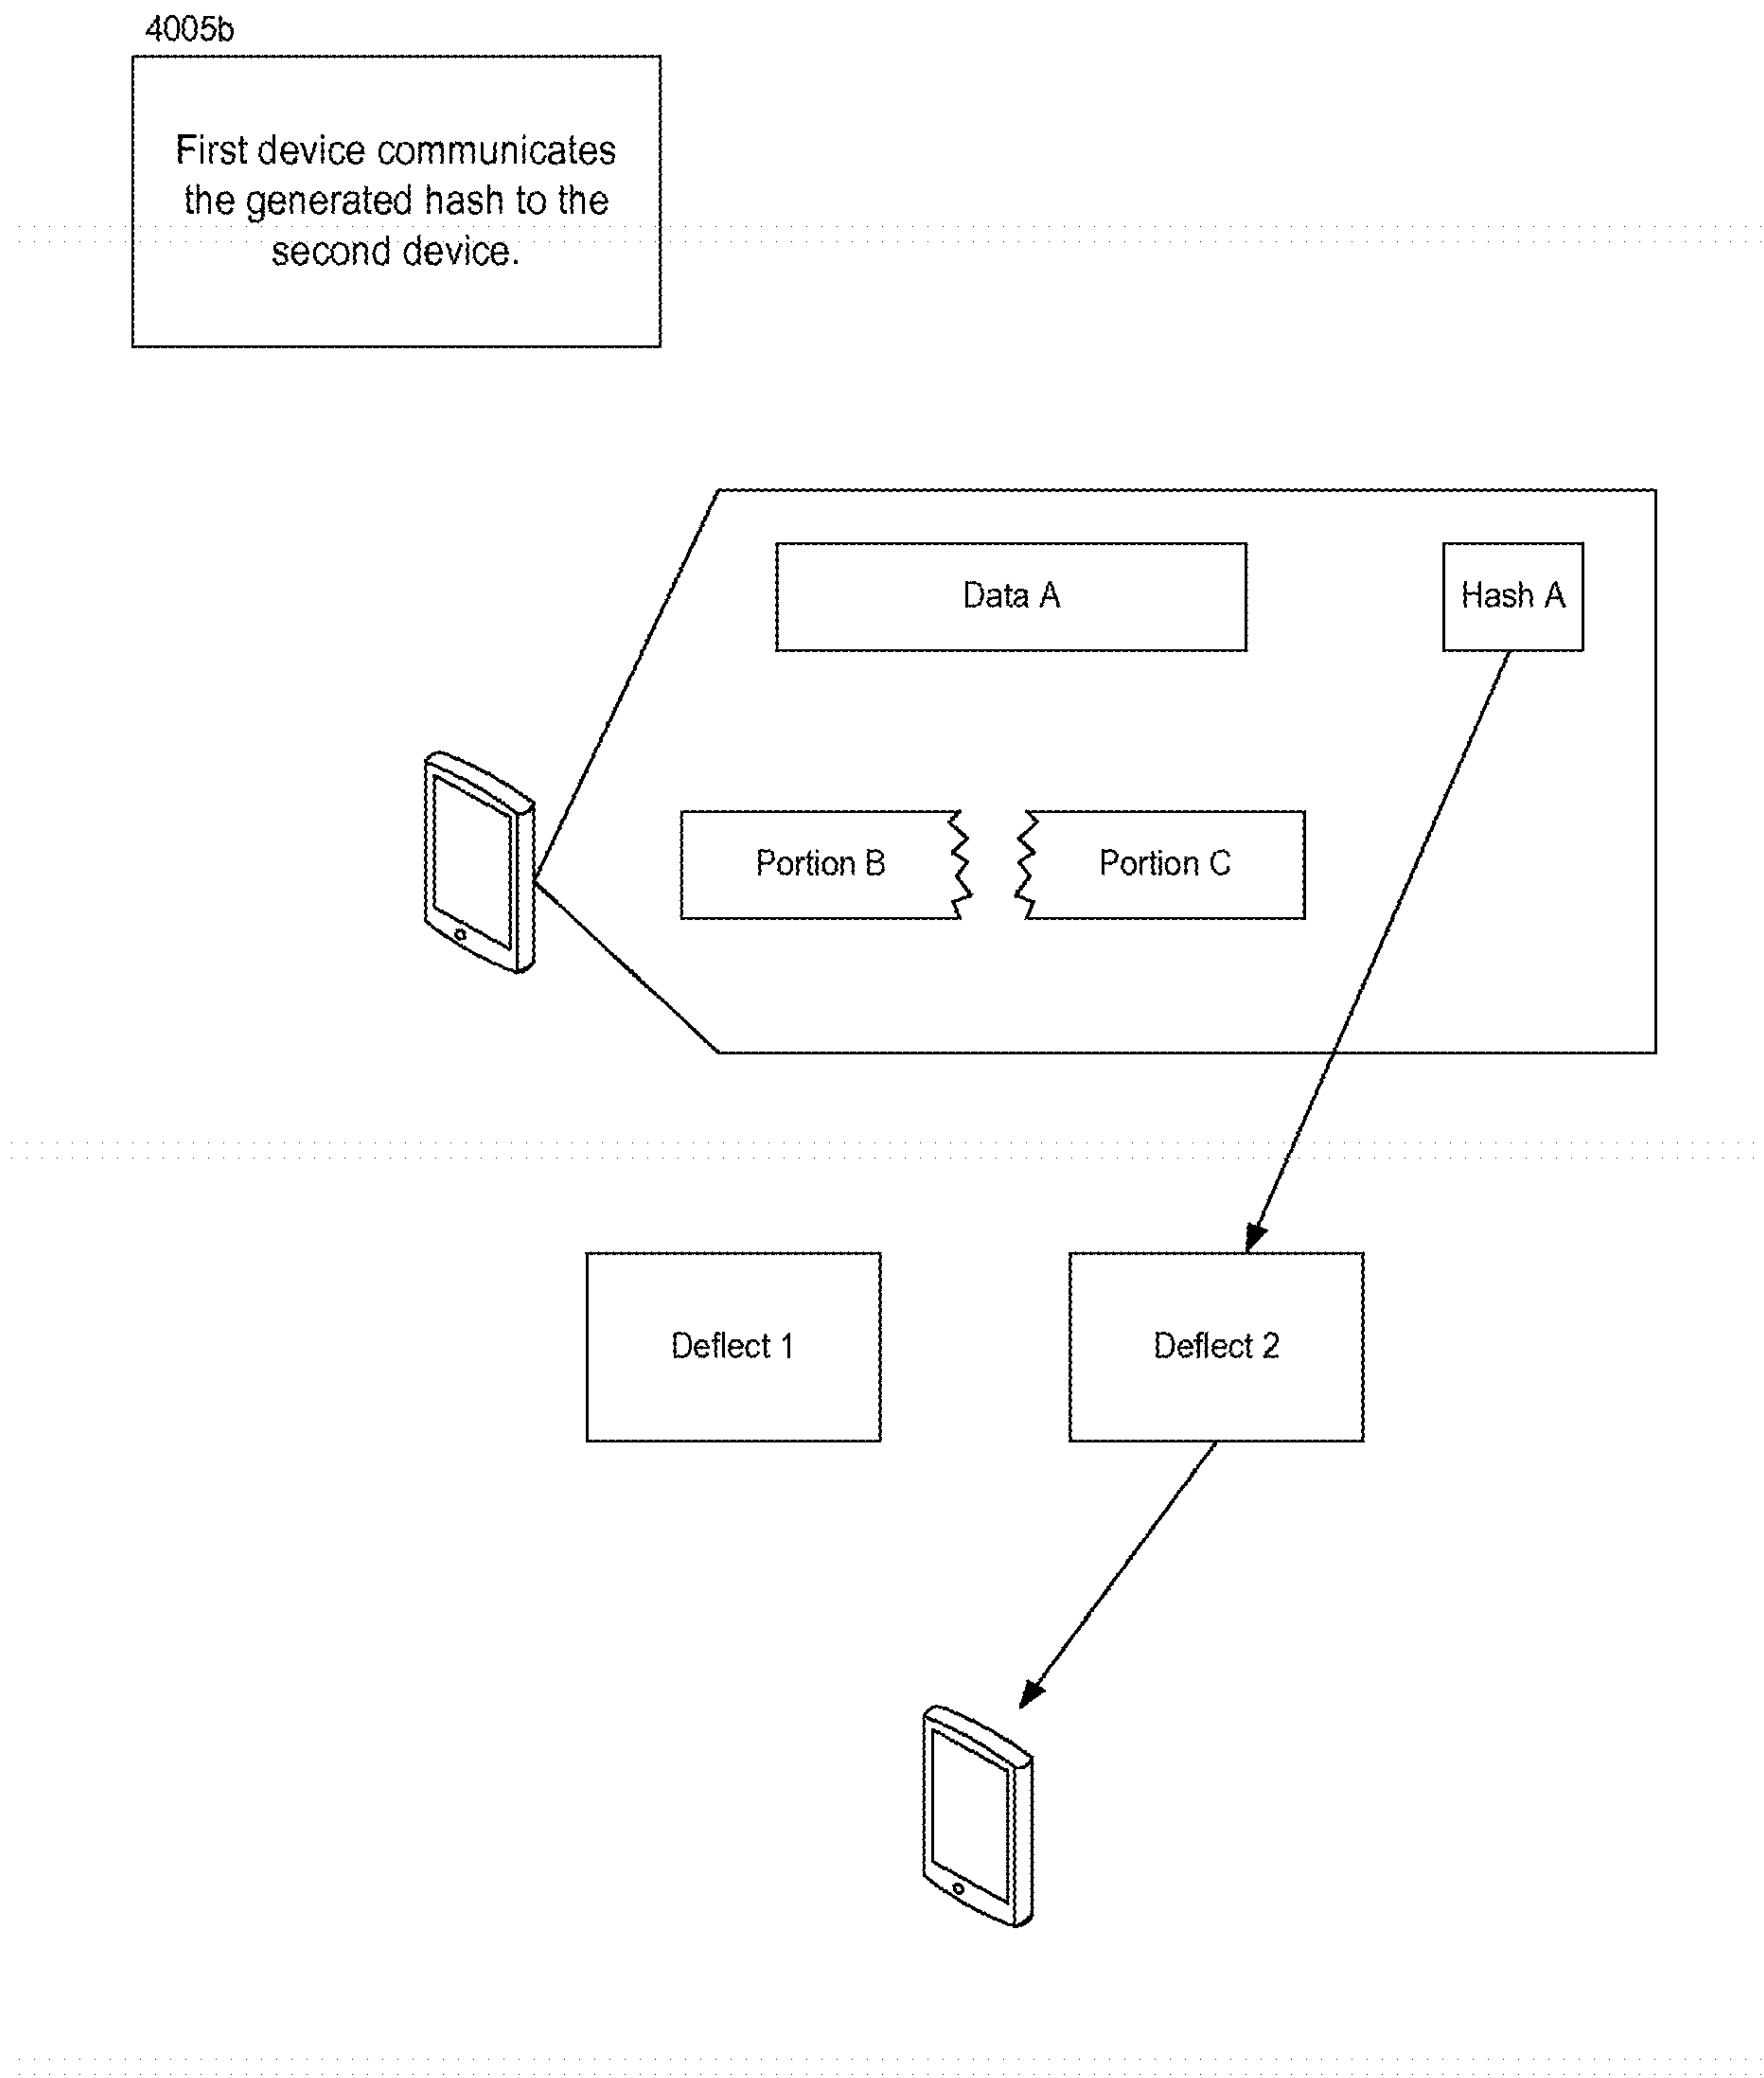 4005b
First device communicates
the generated hash to the
second device.
Data A
Hash A
Portion B
Portion C
Deflect 1
Deflect 2